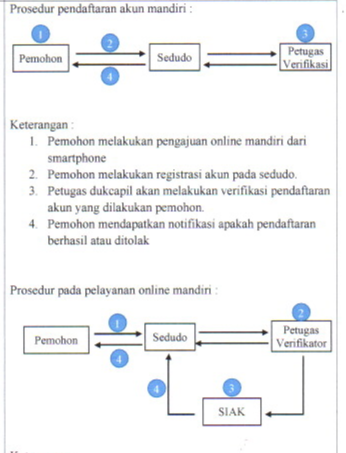 Prosedur pendaftaran akun mandiri :
1
2
3
Pemohon
Sedudo
Petugas
Verifikasi
4
Keterangan :
1. Pemohon melakukan pengajuan online mandiri dari
smartphone
2. Pemohon melakukan registrasi akun pada sedudo.
3. Petugas dukcapil akan melakukan verifikasi pendaftaran
akun yang dilakukan pemohon.
4. Pemohon mendapatkan notifikasi apakah pendaftaran
berhasil atau ditolak
Prosedur pada pelayanan online mandiri :
1
2
Pemohon
Sedudo
Petugas
Verifikator
4
4
3
SIAK